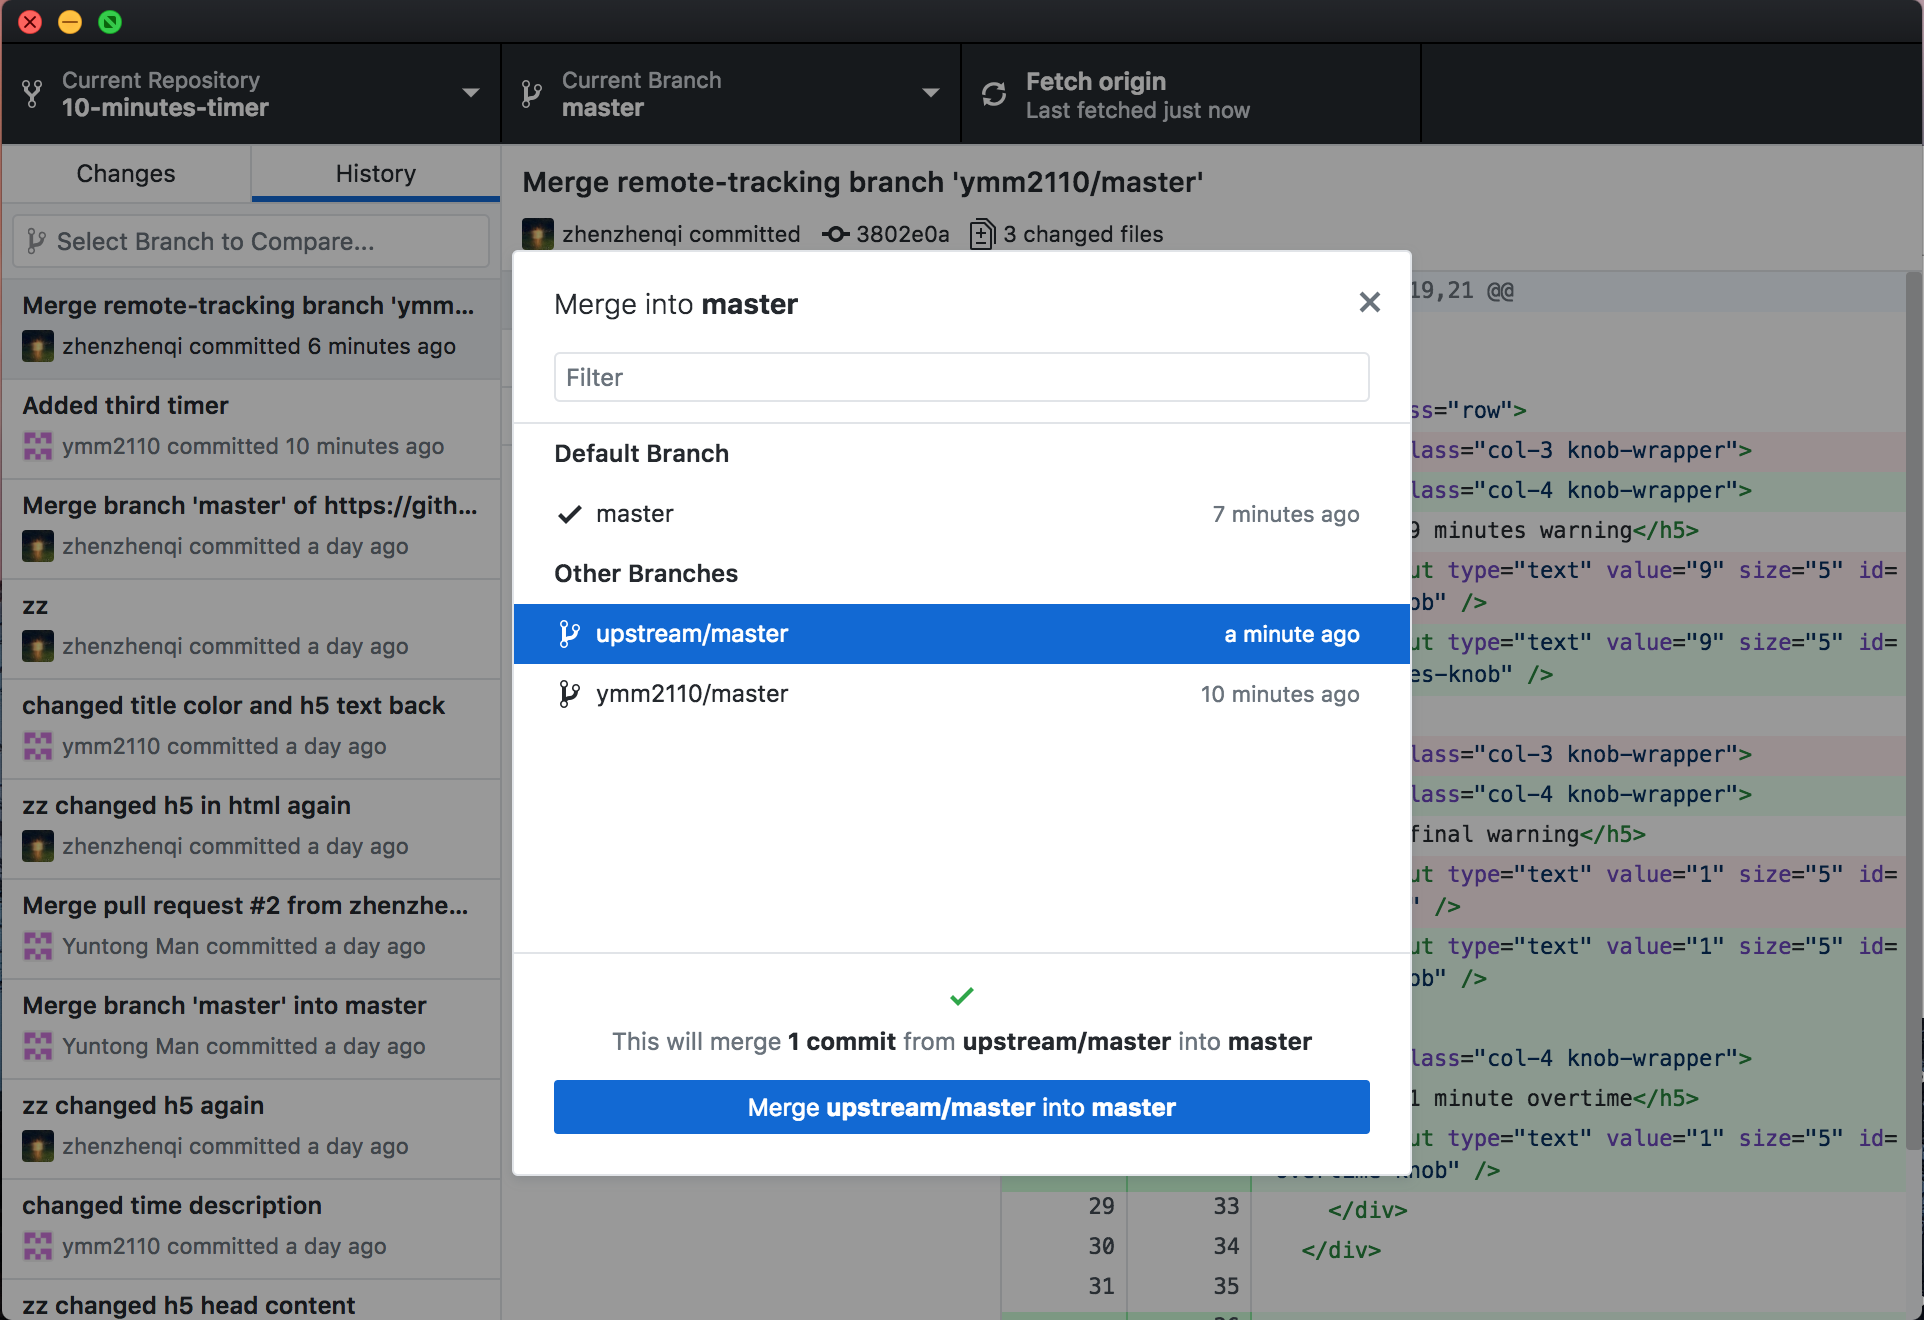 Current Repository
10-minutes-timer
Current Branch
master
Fetch origin
Last fetched just now
Changes
History
Select Branch to Compare...
Merge remote-tracking branch 'ymm...
zhenzhenqi committed 6 minutes ago
Added third timer
ymm2110 committed 10 minutes ago
Merge branch 'master' of https://gith...
zhenzhenqi committed a day ago
zz
zhenzhenqi committed a day ago
changed title color and h5 text back
ymm2110 committed a day ago
zz changed h5 in html again
zhenzhenqi committed a day ago
Merge pull request #2 from zhenzhe...
Yuntong Man committed a day ago
Merge branch 'master' into master
Yuntong Man committed a day ago
zz changed h5 again
zhenzhenqi committed a day ago
changed time description
ymm2110 committed a day ago
zz changed h5 head content
Merge remote-tracking branch 'ymm2110/master'
zhenzhenqi committed 3802e0a 3 changed files
Merge into master
Filter
Default Branch
master 7 minutes ago
Other Branches
upstream/master a minute ago
ymm2110/master 10 minutes ago
This will merge 1 commit from upstream/master into master
Merge upstream/master into master
19,21 @@
ss="row">
lass="col-3 knob-wrapper">
lass="col-4 knob-wrapper">
9 minutes warning</h5>
ut type="text" value="9" size="5" id=
ob" />
ut type="text" value="9" size="5" id=
es-knob" />
lass="col-3 knob-wrapper">
lass="col-4 knob-wrapper">
final warning</h5>
ut type="text" value="1" size="5" id=
" />
ut type="text" value="1" size="5" id=
ob" />
lass="col-4 knob-wrapper">
1 minute overtime</h5>
ut type="text" value="1" size="5" id=
knob" />
29 33 </div>
30 34 </div>
31 35